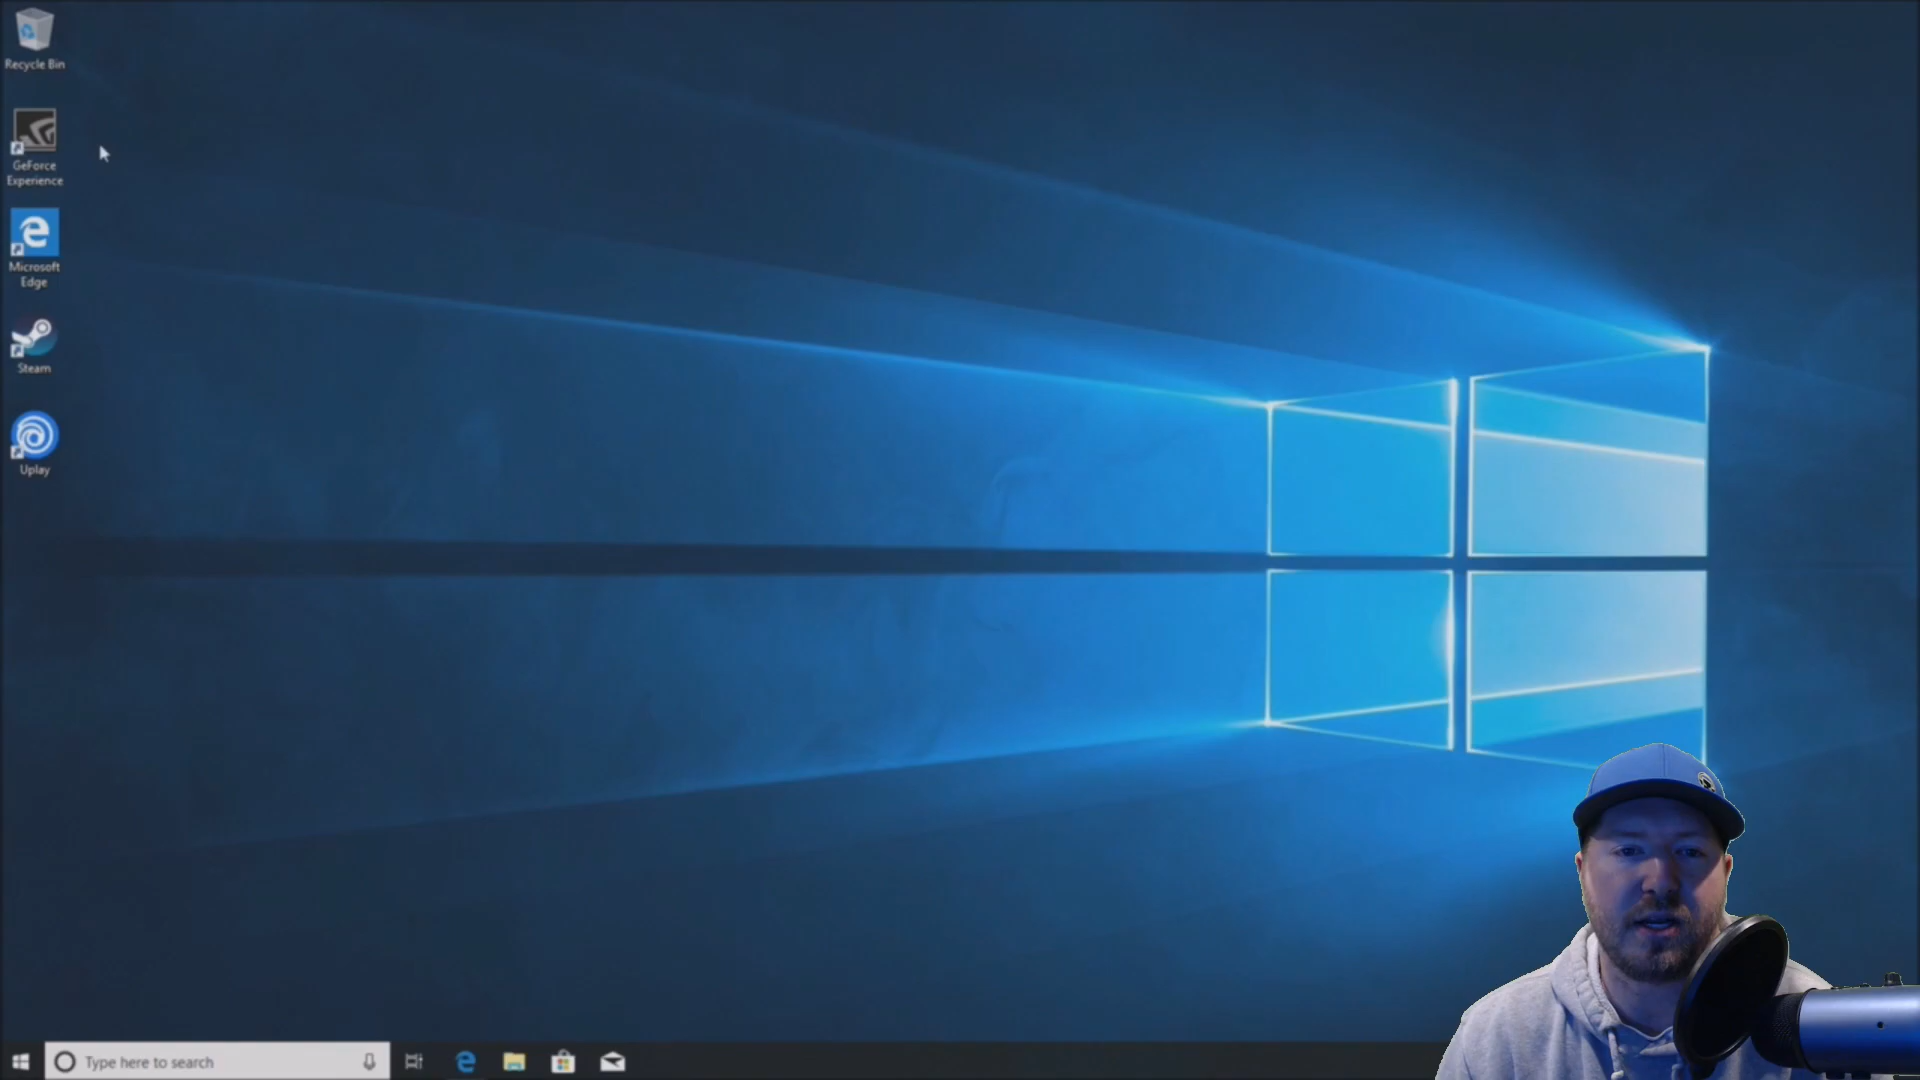 Recycle Bin
GeForce
Experience
Microsoft
Edge
Steam
Uplay
Type here to search